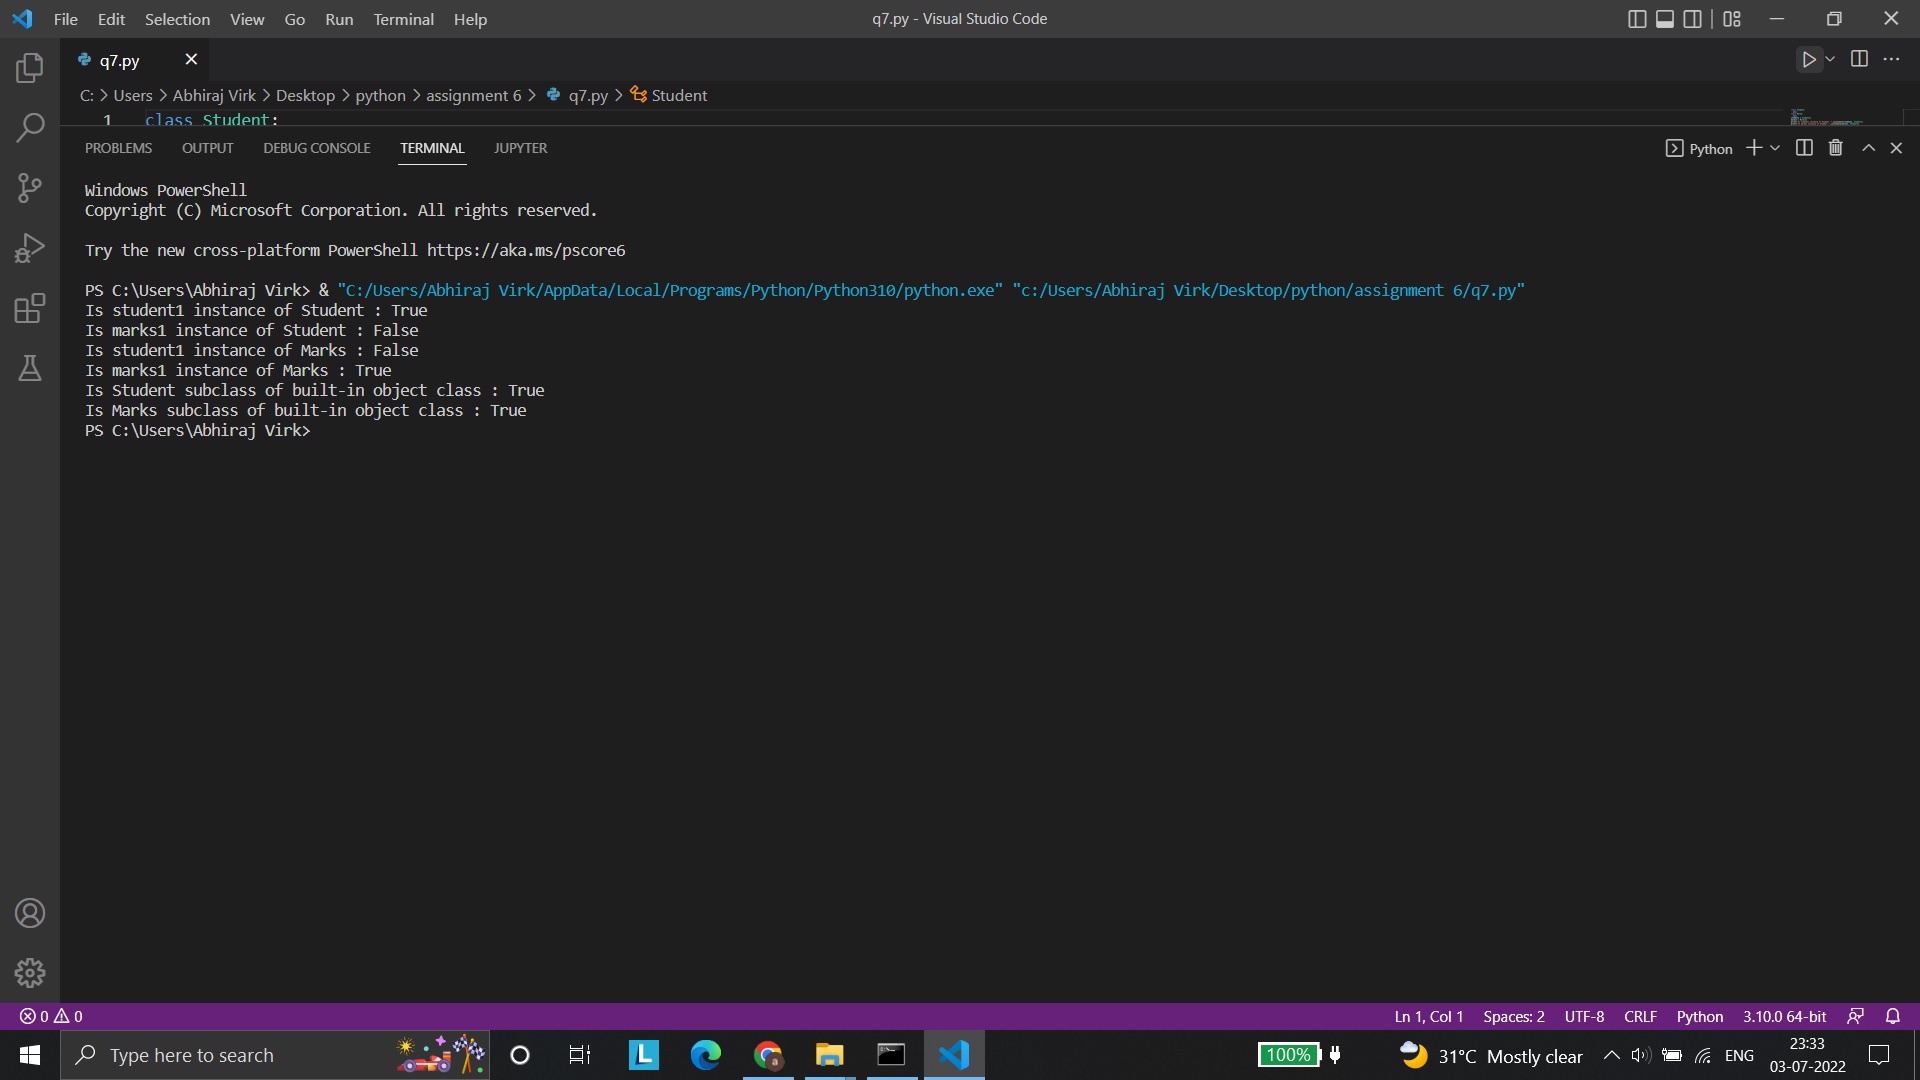 File Edit Selection View Go Run Terminal Help q7.py - Visual Studio Code
q7.py
C: > Users > Abhiraj Virk > Desktop > python > assignment 6 > q7.py > Student
1 class Student:
PROBLEMS OUTPUT DEBUG CONSOLE TERMINAL JUPYTER Python
Windows PowerShell
Copyright (C) Microsoft Corporation. All rights reserved.
Try the new cross-platform PowerShell https://aka.ms/pscore6
PS C:\Users\Abhiraj Virk> & "C:/Users/Abhiraj Virk/AppData/Local/Programs/Python/Python310/python.exe" "c:/Users/Abhiraj Virk/Desktop/python/assignment 6/q7.py"
Is student1 instance of Student : True
Is marks1 instance of Student : False
Is student1 instance of Marks : False
Is marks1 instance of Marks : True
Is Student subclass of built-in object class : True
Is Marks subclass of built-in object class : True
PS C:\Users\Abhiraj Virk>
0 0 Ln 1, Col 1 Spaces: 2 UTF-8 CRLF Python 3.10.0 64-bit
Type here to search L a 100% 31°C Mostly clear ENG 23:33
03-07-2022